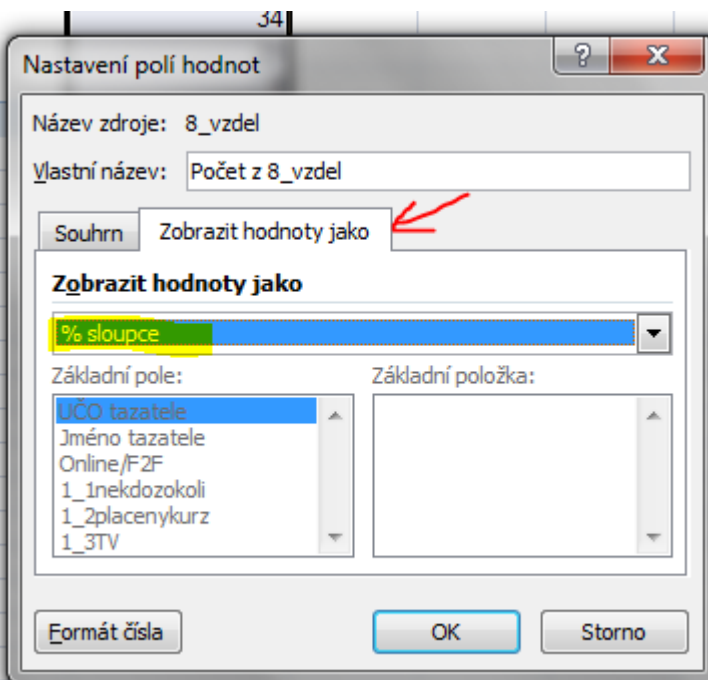 34
Nastavení polí hodnot
Název zdroje: 8_vzdel
Vlastní název: Počet z 8_vzdel
Souhrn Zobrazit hodnoty jako
Zobrazit hodnoty jako
% sloupce
Základní pole: Základní položka:
UČO tazatele
Jméno tazatele
Online/F2F
1_1nekdozokoli
1_2placenykurz
1_3TV
Formát čísla OK Storno